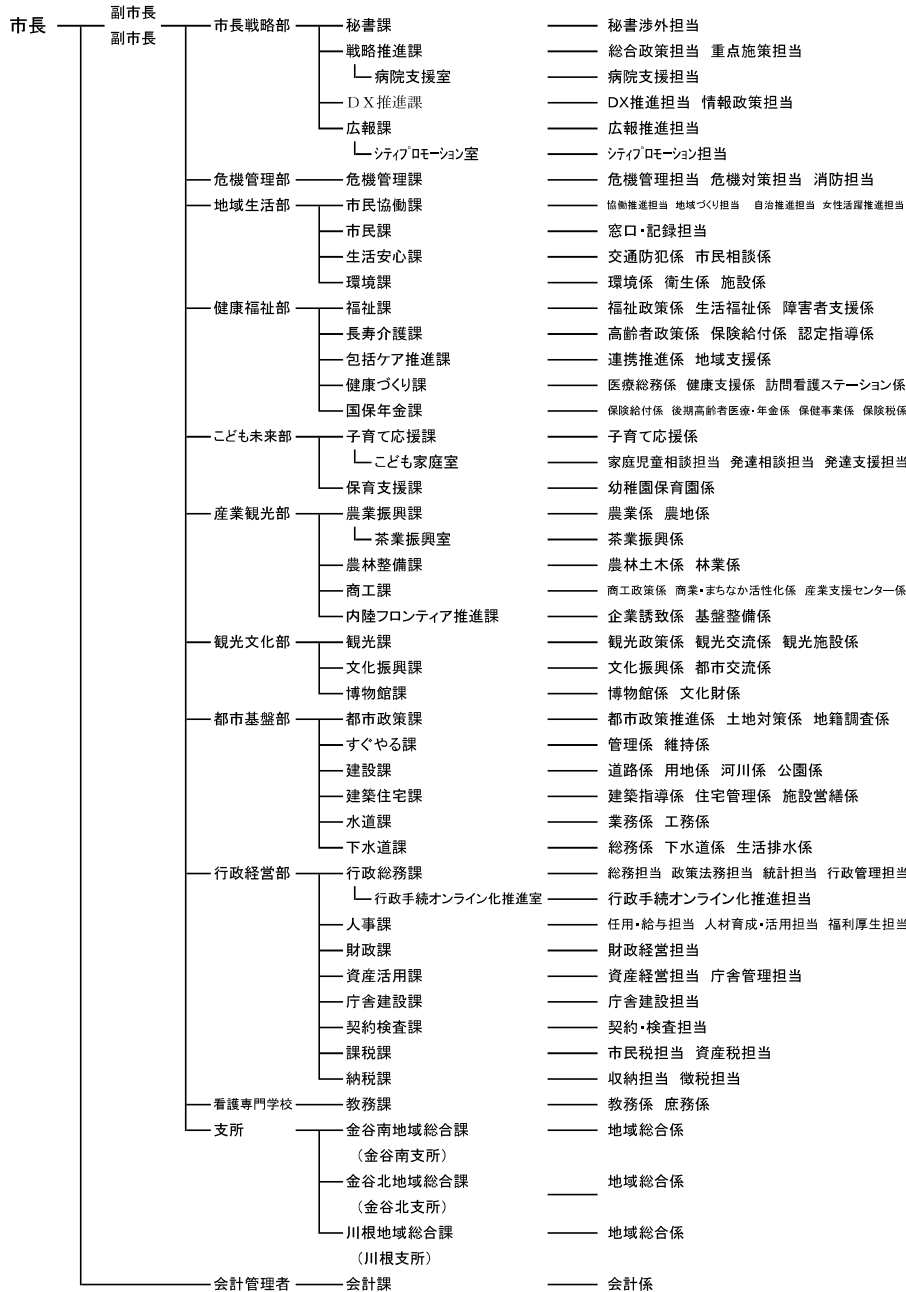 副市長
市長 市長戦略部 秘書課 秘書渉外担当
副市長
戦略推進課 総合政策担当 重点施策担当
病院支援室 病院支援担当
DX推進課 DX推進担当 情報政策担当
広報課 広報推進担当
シティプロモーション室 シティプロモーション担当
危機管理部 危機管理課 危機管理担当 危機対策担当 消防担当
地域生活部 市民協働課 協働推進担当 地域づくり担当 自治推進担当 女性活躍推進担当
市民課 窓口・記録担当
生活安心課 交通防犯係 市民相談係
環境課 環境係 衛生係 施設係
健康福祉部 福祉課 福祉政策係 生活福祉係 障害者支援係
長寿介護課 高齢者政策係 保険給付係 認定指導係
包括ケア推進課 連携推進係 地域支援係
健康づくり課 医療総務係 健康支援係 訪問看護ステーション係
国保年金課 保険給付係 後期高齢者医療・年金係 保健事業係 保険税係
こども未来部 子育て応援課 子育て応援係
こども家庭室 家庭児童相談担当 発達相談担当 発達支援担当
保育支援課 幼稚園保育園係
産業観光部 農業振興課 農業係 農地係
茶業振興室 茶業振興係
農林整備課 農林土木係 林業係
商工課 商工政策係 商業・まちなか活性化係 産業支援センター係
内陸フロンティア推進課 企業誘致係 基盤整備係
観光文化部 観光課 観光政策係 観光交流係 観光施設係
文化振興課 文化振興係 都市交流係
博物館課 博物館係 文化財係
都市基盤部 都市政策課 都市政策推進係 土地対策係 地籍調査係
すぐやる課 管理係 維持係
建設課 道路係 用地係 河川係 公園係
建築住宅課 建築指導係 住宅管理係 施設営繕係
水道課 業務係 工務係
下水道課 総務係 下水道係 生活排水係
行政経営部 行政総務課 総務担当 政策法務担当 統計担当 行政管理担当
行政手続オンライン化推進室 行政手続オンライン化推進担当
人事課 任用・給与担当 人材育成・活用担当 福利厚生担当
財政課 財政経営担当
資産活用課 資産経営担当 庁舎管理担当
庁舎建設課 庁舎建設担当
契約検査課 契約・検査担当
課税課 市民税担当 資産税担当
納税課 収納担当 徴税担当
看護専門学校 教務課 教務係 庶務係
支所 金谷南地域総合課 地域総合係
（金谷南支所）
金谷北地域総合課 地域総合係
（金谷北支所）
川根地域総合課 地域総合係
（川根支所）
会計管理者 会計課 会計係